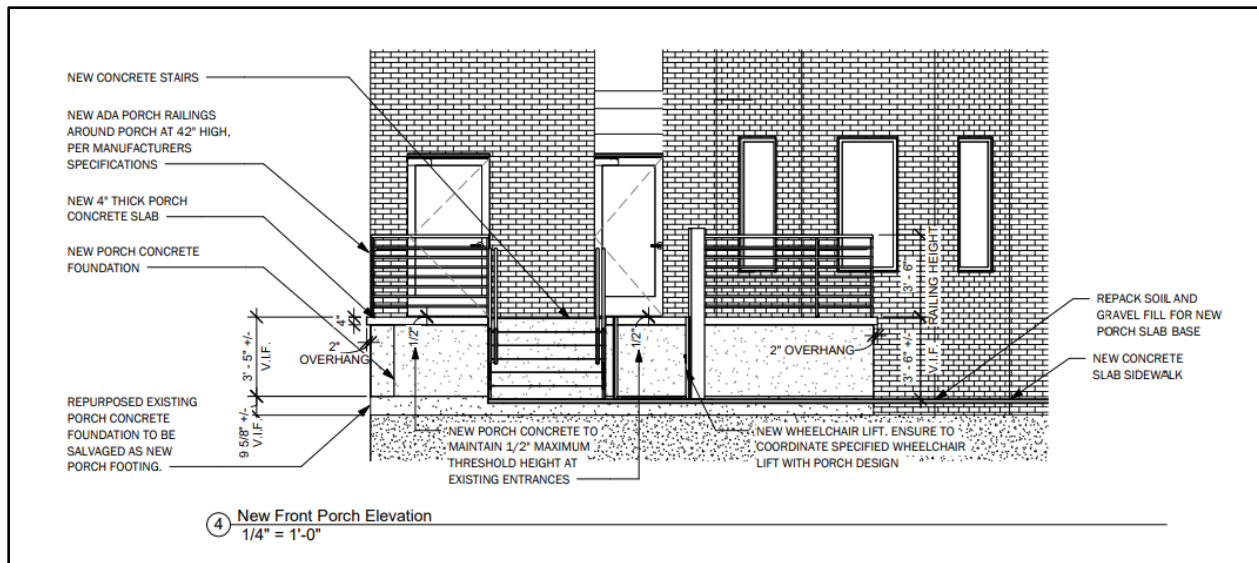 NEW CONCRETE STAIRS
NEW ADA PORCH RAILINGS
AROUND PORCH AT 42" HIGH,
PER MANUFACTURERS
SPECIFICATIONS
NEW 4" THICK PORCH
CONCRETE SLAB
NEW PORCH CONCRETE
FOUNDATION
4"
2"
OVERHANG
3' - 5" +/-
V.I.F.
REPURPOSED EXISTING
PORCH CONCRETE
FOUNDATION TO BE
SALVAGED AS NEW
PORCH FOOTING.
9 5/8" +/-
V.I.F.
1/2"
NEW PORCH CONCRETE TO
MAINTAIN 1/2" MAXIMUM
THRESHOLD HEIGHT AT
EXISTING ENTRANCES
1/2"
NEW WHEELCHAIR LIFT, ENSURE TO
COORDINATE SPECIFIED WHEELCHAIR
LIFT WITH PORCH DESIGN
2" OVERHANG
3' - 6"
RAILING HEIGHT
3' - 6" +/-
V.I.F.
REPACK SOIL AND
GRAVEL FILL FOR NEW
PORCH SLAB BASE
NEW CONCRETE
SLAB SIDEWALK
4
New Front Porch Elevation
1/4" = 1'-0"